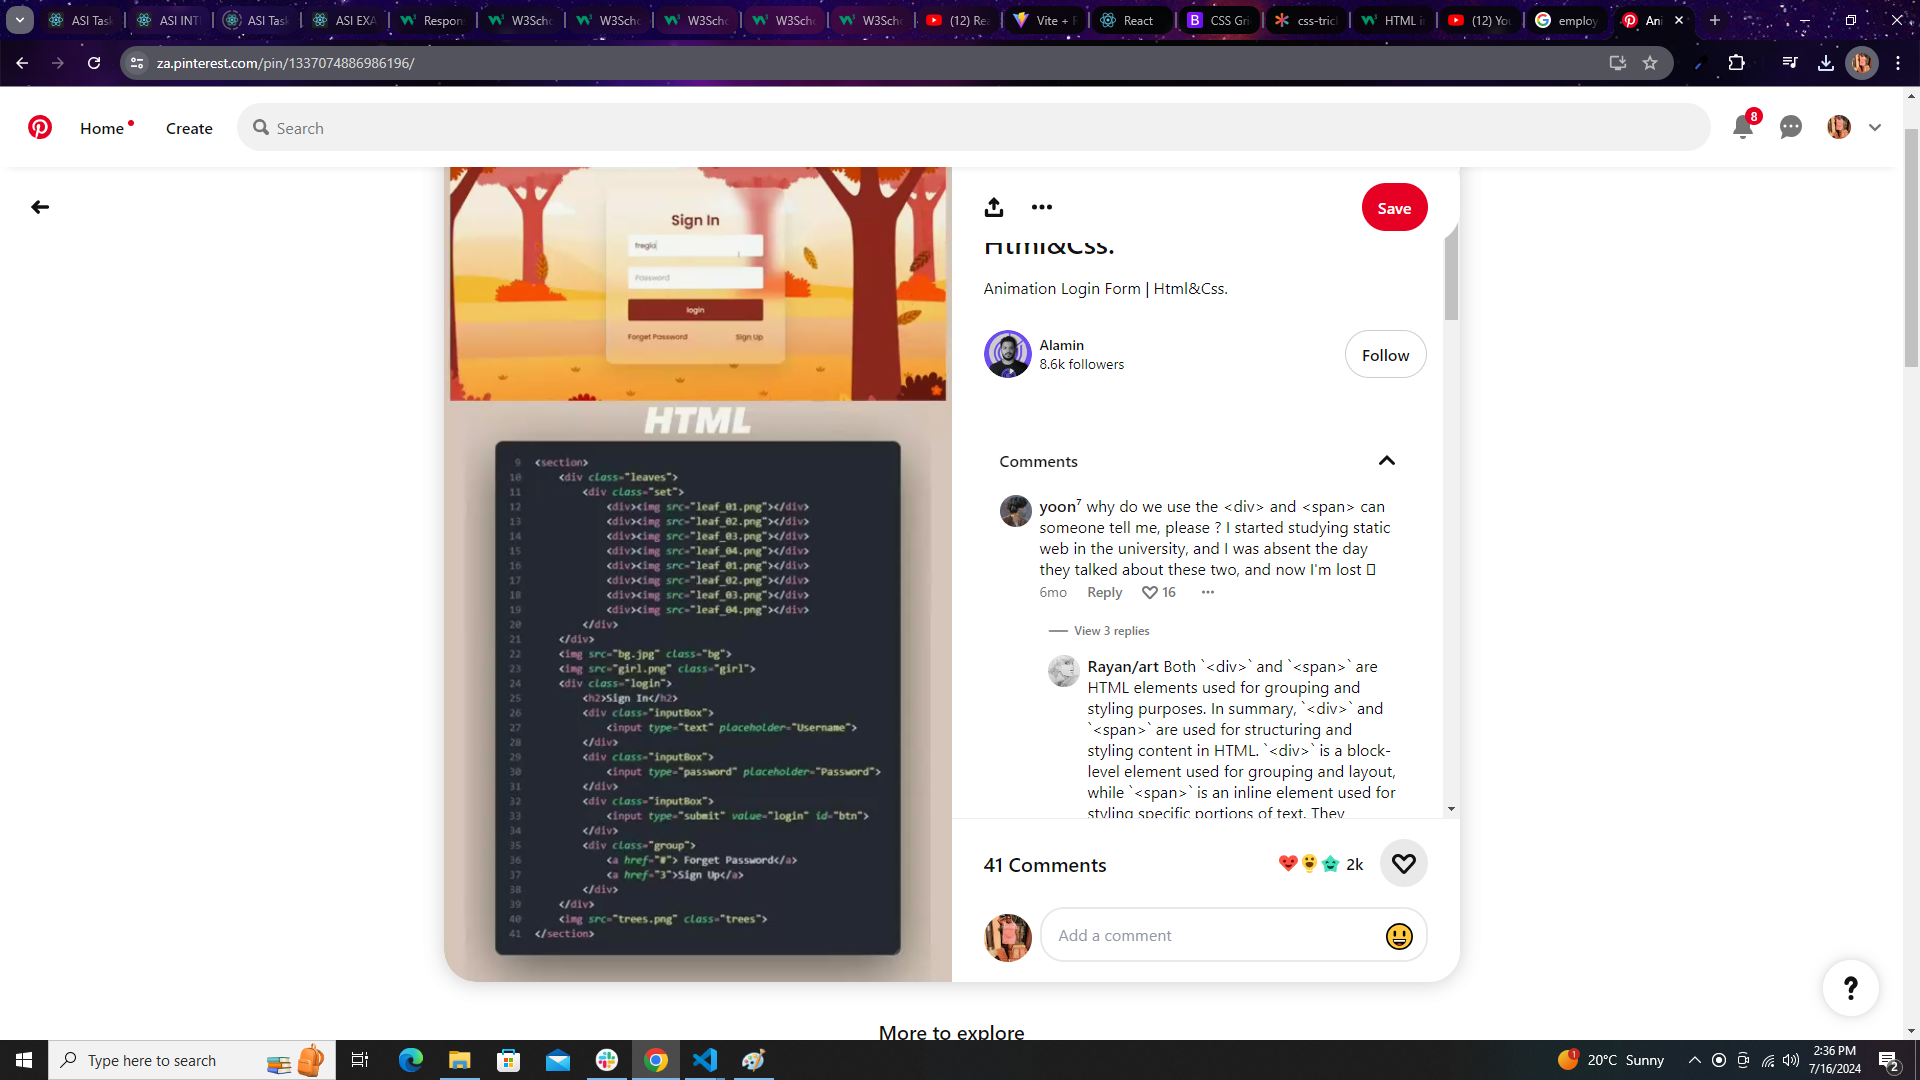 ASI Task
ASI INTI
ASI Task
ASI EXA
Respon
W3Scho
W3Scho
W3Scho
W3Scho
W3Scho
(12) Re
Vite + R
React
CSS Gri
css-trick
HTML in
(12) You
employ
Ani
za.pinterest.com/pin/1337074886986196/
Home
Create
Search
8
Sign In
fregla
Password
login
Forget Password
Sign Up
HTML
9 <section>
10 <div class="leaves">
11 <div class="set">
12 <div><img src="leaf_01.png"></div>
13 <div><img src="leaf_02.png"></div>
14 <div><img src="leaf_03.png"></div>
15 <div><img src="leaf_04.png"></div>
16 <div><img src="leaf_01.png"></div>
17 <div><img src="leaf_02.png"></div>
18 <div><img src="leaf_03.png"></div>
19 <div><img src="leaf_04.png"></div>
20 </div>
21 </div>
22 <img src="bg.jpg" class="bg">
23 <img src="girl.png" class="girl">
24 <div class="login">
25 <h2>Sign In</h2>
26 <div class="inputBox">
27 <input type="text" placeholder="Username">
28 </div>
29 <div class="inputBox">
30 <input type="password" placeholder="Password">
31 </div>
32 <div class="inputBox">
33 <input type="submit" value="login" id="btn">
34 </div>
35 <div class="group">
36 <a href="#"> Forget Password</a>
37 <a href="3">Sign Up</a>
38 </div>
39 </div>
40 <img src="trees.png" class="trees">
41 </section>
Save
Html&Css.
Animation Login Form | Html&Css.
Alamin
8.6k followers
Follow
Comments
yoon⁷ why do we use the <div> and <span> can
someone tell me, please ? I started studying static
web in the university, and I was absent the day
they talked about these two, and now I'm lost
6mo Reply 16
View 3 replies
Rayan/art Both `<div>` and `<span>` are
HTML elements used for grouping and
styling purposes. In summary, `<div>` and
`<span>` are used for structuring and
styling content in HTML. `<div>` is a block-
level element used for grouping and layout,
while `<span>` is an inline element used for
styling specific portions of text. They
41 Comments
2k
Add a comment
?
More to explore
Type here to search
1
20°C Sunny
2:36 PM
7/16/2024
2